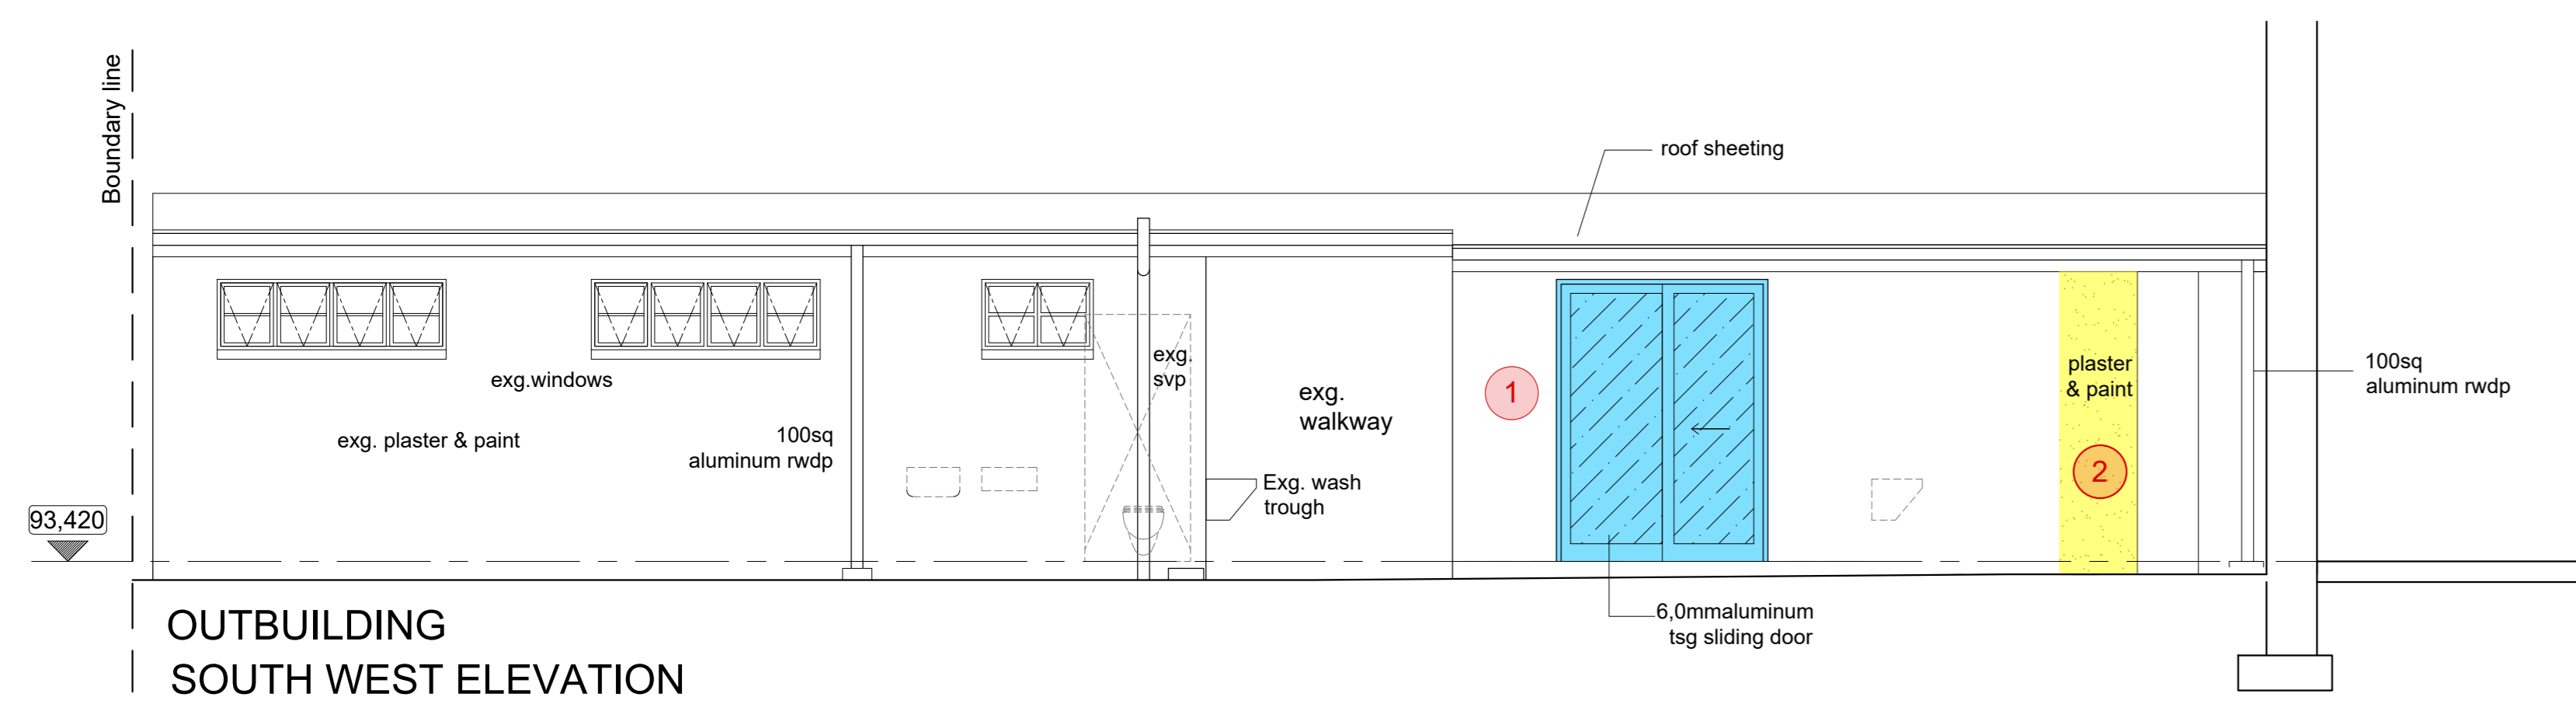 Boundary line
roof sheeting
exg.windows
exg. plaster & paint
100sq
aluminum rwdp
exg.
svp
exg.
walkway
Exg. wash
trough
1
plaster
& paint
2
100sq
aluminum rwdp
93,420
6,0mmaluminum
tsg sliding door
OUTBUILDING
SOUTH WEST ELEVATION